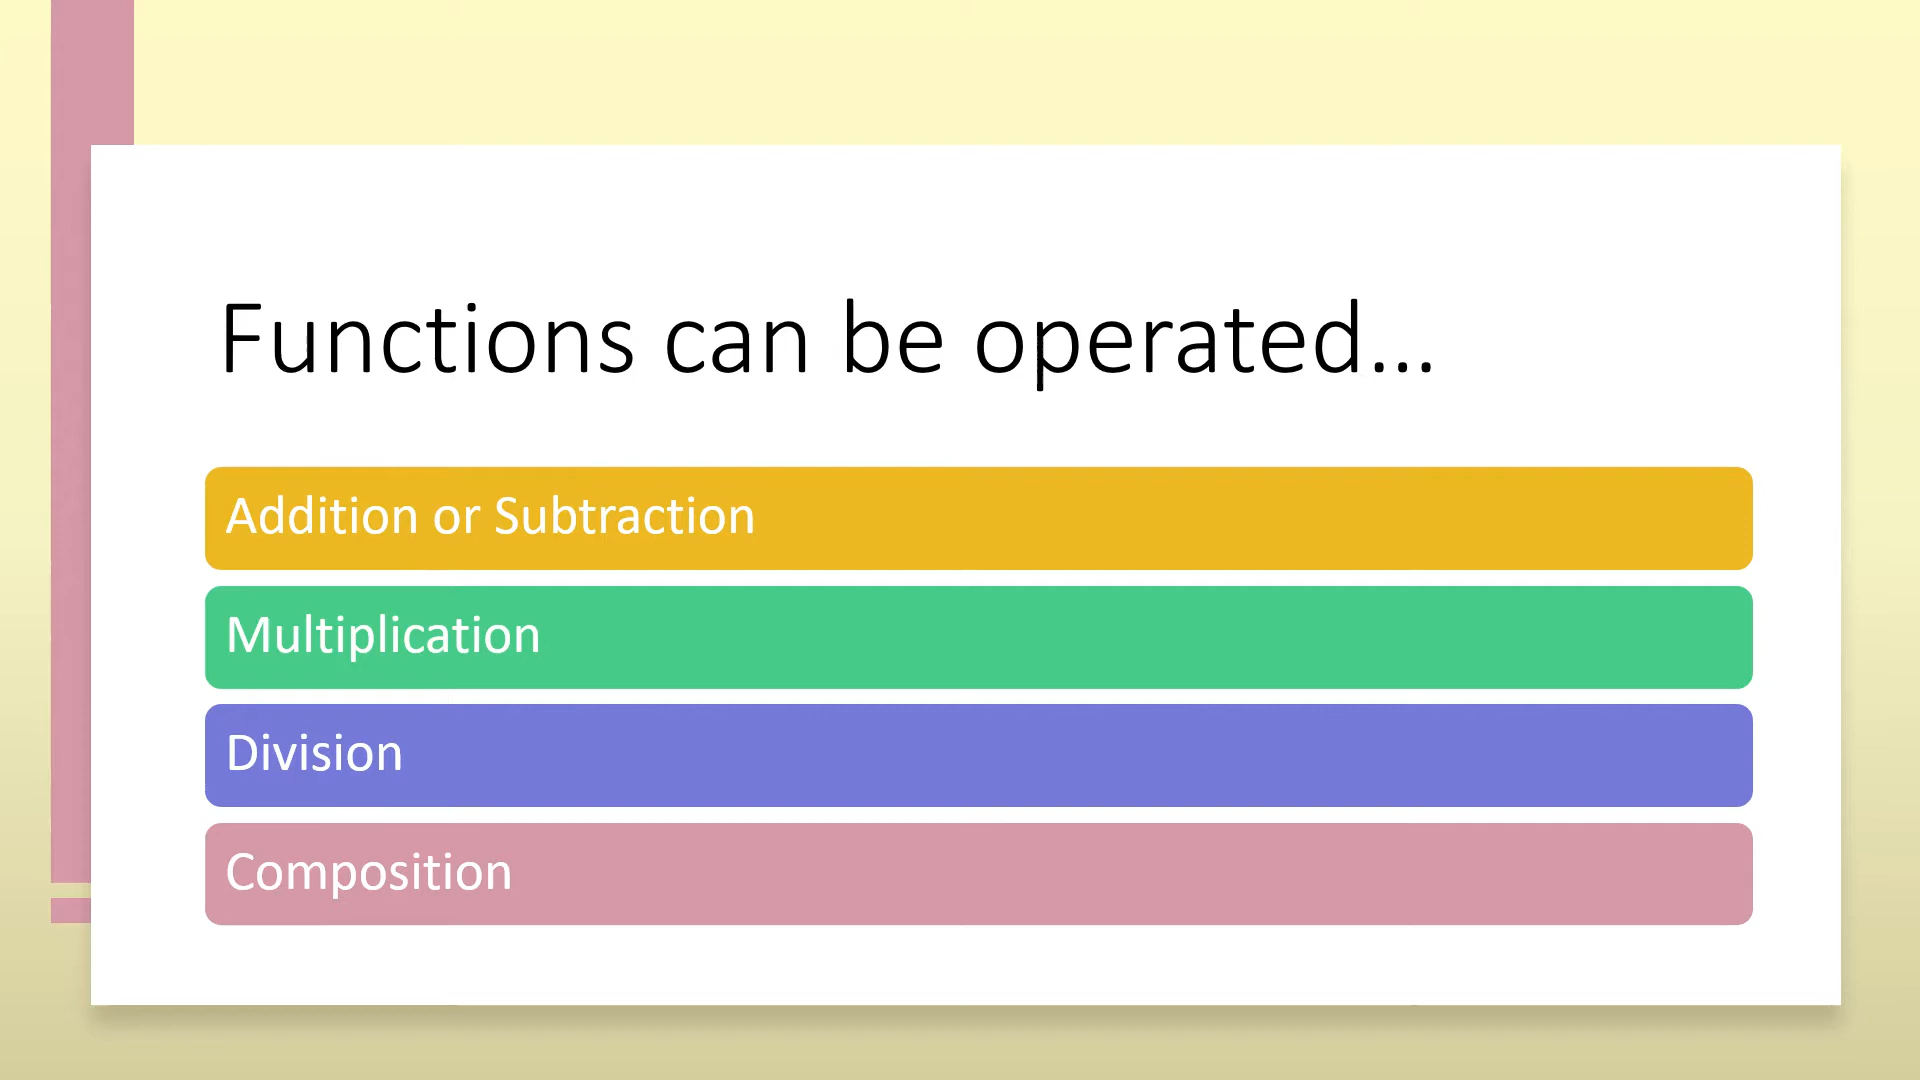 Functions can be operated...
Addition or Subtraction
Multiplication
Division
Composition